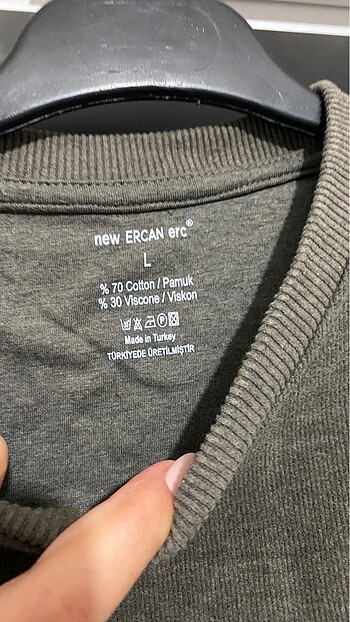 new ERCAN erc®
L
% 70 Cotton / Pamuk
% 30 Viscone / Viskon
Made in Turkey
TÜRKİYEDE ÜRETİLMİŞTİR